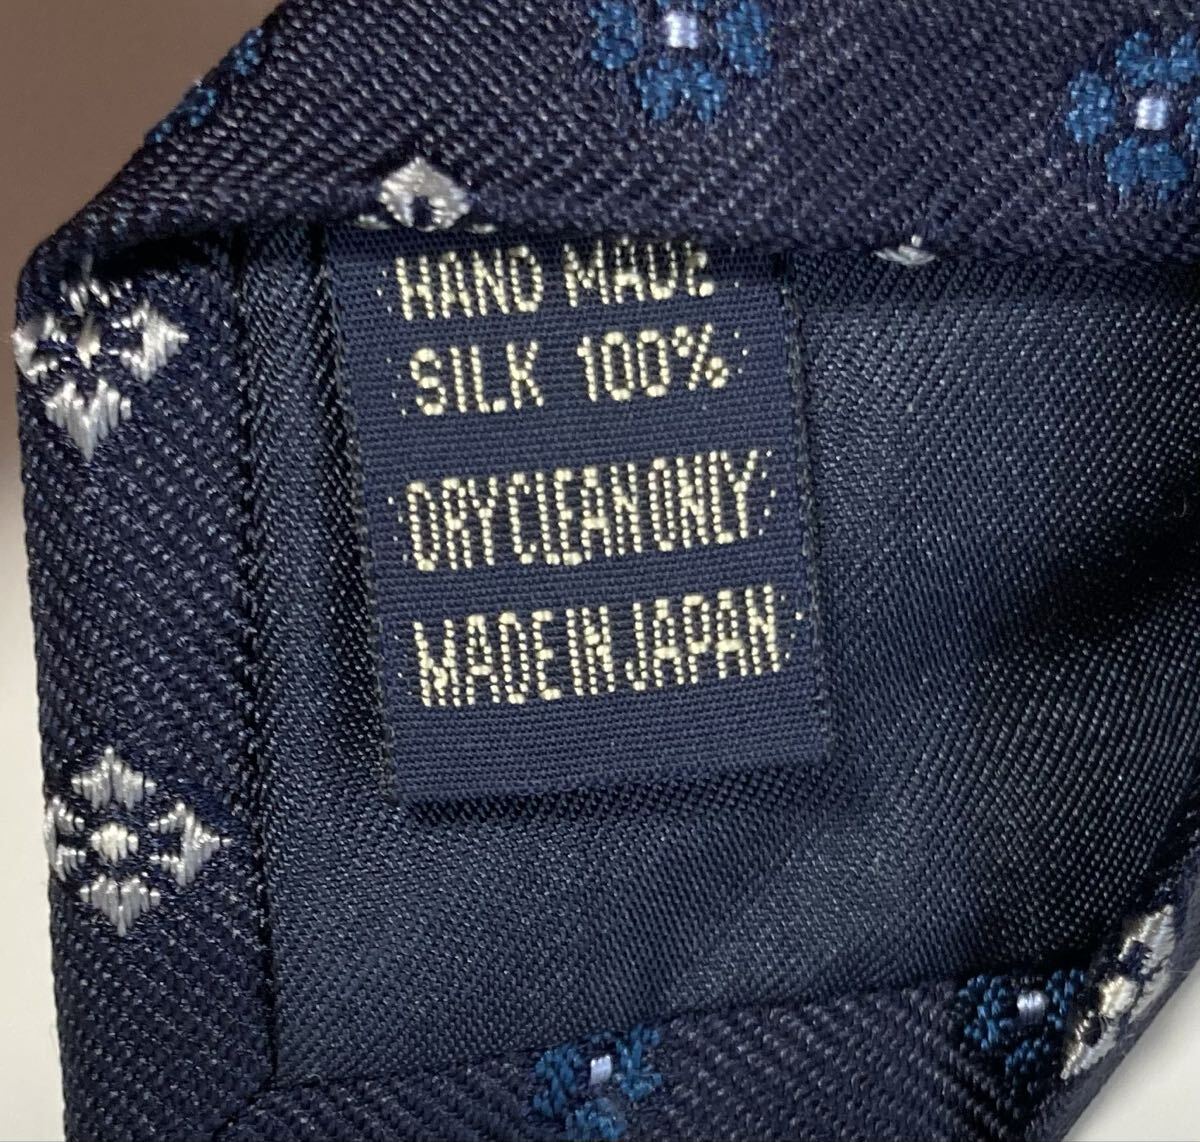 HAND MADE
SILK 100%
DRY CLEAN ONLY
MADE IN JAPAN